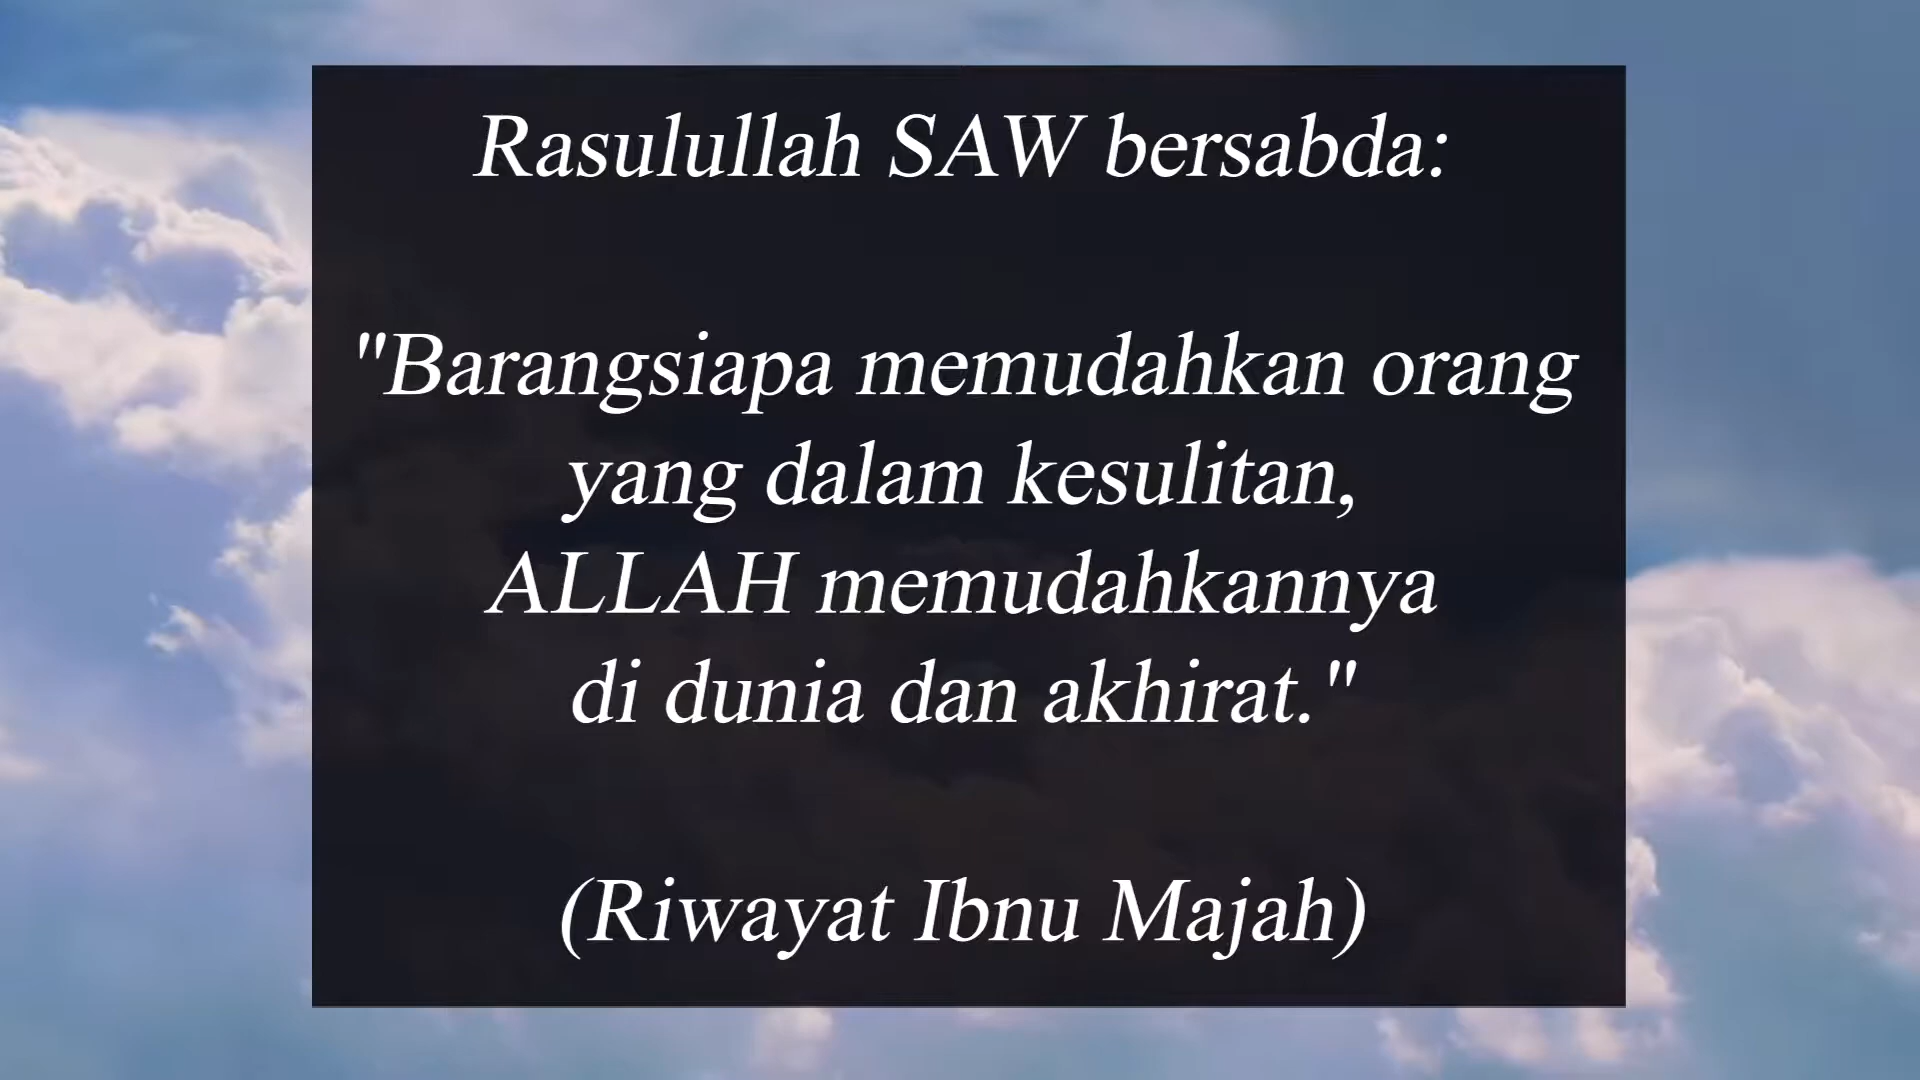 Rasulullah SAW bersabda:
"Barangsiapa memudahkan orang
yang dalam kesulitan,
ALLAH memudahkannya
di dunia dan akhirat."
(Riwayat Ibnu Majah)